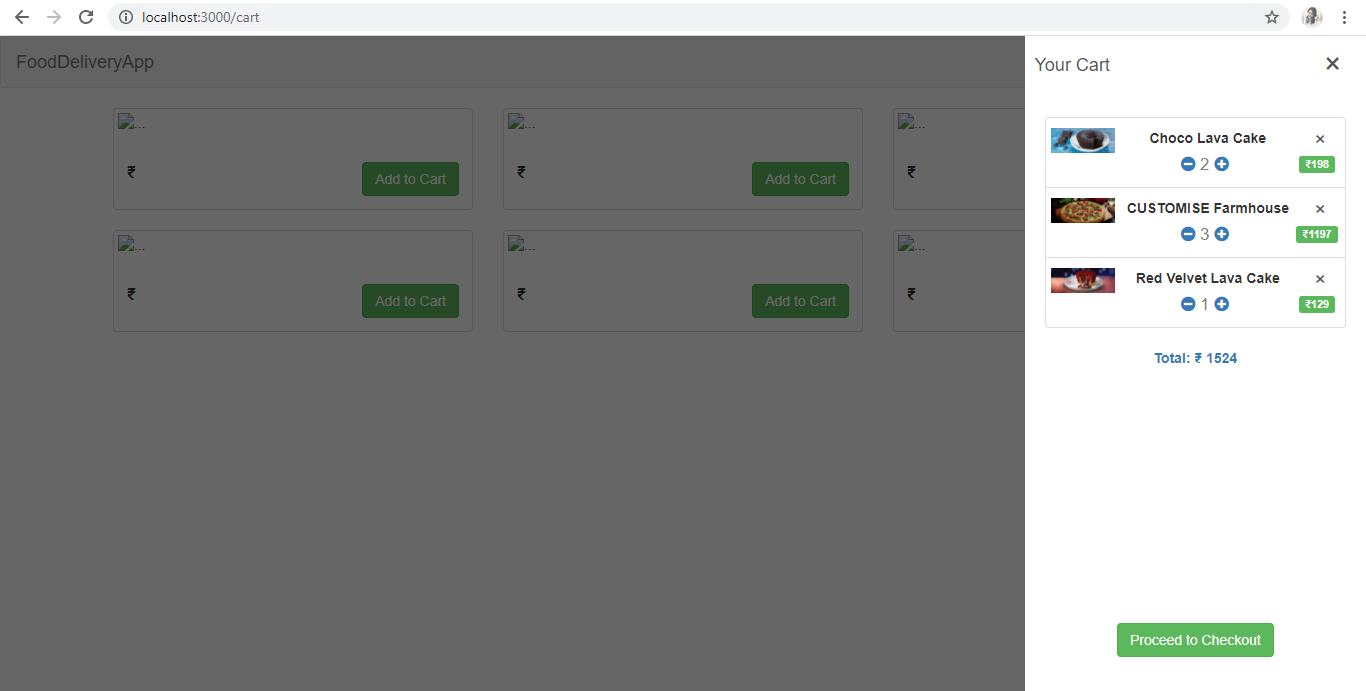 localhost:3000/cart
FoodDeliveryApp
... ... ...
₹ Add to Cart ₹ Add to Cart ₹
... ... ...
₹ Add to Cart ₹ Add to Cart ₹
Your Cart ×
Choco Lava Cake ×
2 ₹198
CUSTOMISE Farmhouse ×
3 ₹1197
Red Velvet Lava Cake ×
1 ₹129
Total: ₹ 1524
Proceed to Checkout